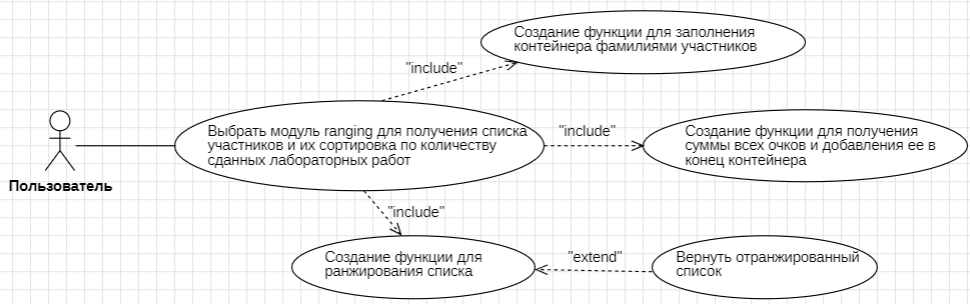 Создание функции для заполнения
контейнера фамилиями участников
"include"
Выбрать модуль ranging для получения списка
участников и их сортировка по количеству
сданных лабораторных работ
"include"
Создание функции для получения
суммы всех очков и добавления ее в
конец контейнера
Пользователь
"include"
Создание функции для
ранжирования списка
"extend"
Вернуть отранжированный
список